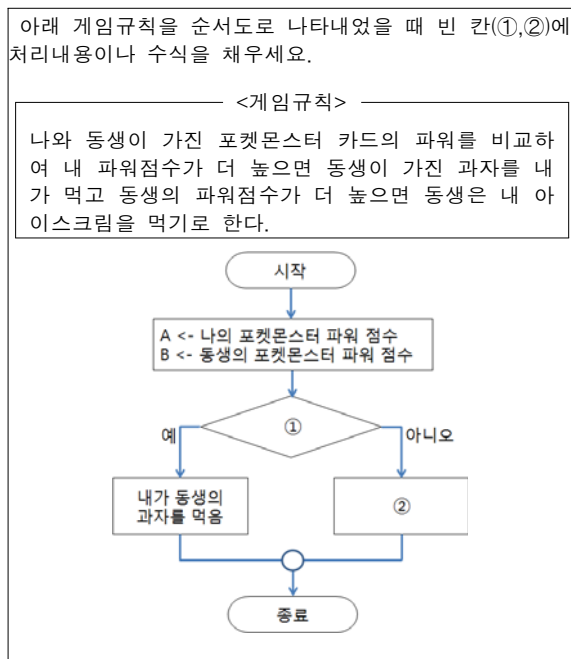 아래 게임규칙을 순서도로 나타내었을 때 빈 칸(①,②)에
처리내용이나 수식을 채우세요.
<게임규칙>
나와 동생이 가진 포켓몬스터 카드의 파워를 비교하
여 내 파워점수가 더 높으면 동생이 가진 과자를 내
가 먹고 동생의 파워점수가 더 높으면 동생은 내 아
이스크림을 먹기로 한다.
시작
A <- 나의 포켓몬스터 파워 점수
B <- 동생의 포켓몬스터 파워 점수
①
예
아니오
내가 동생의
과자를 먹음
②
종료